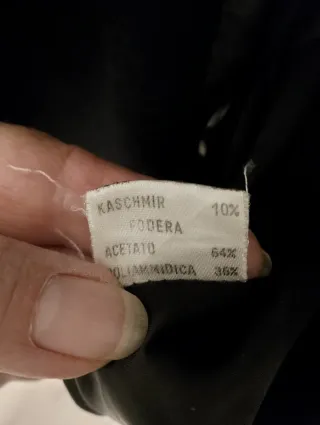 KASCHMIR 10%
FODERA
ACETATO 64%
POLIAMMIDICA 36%